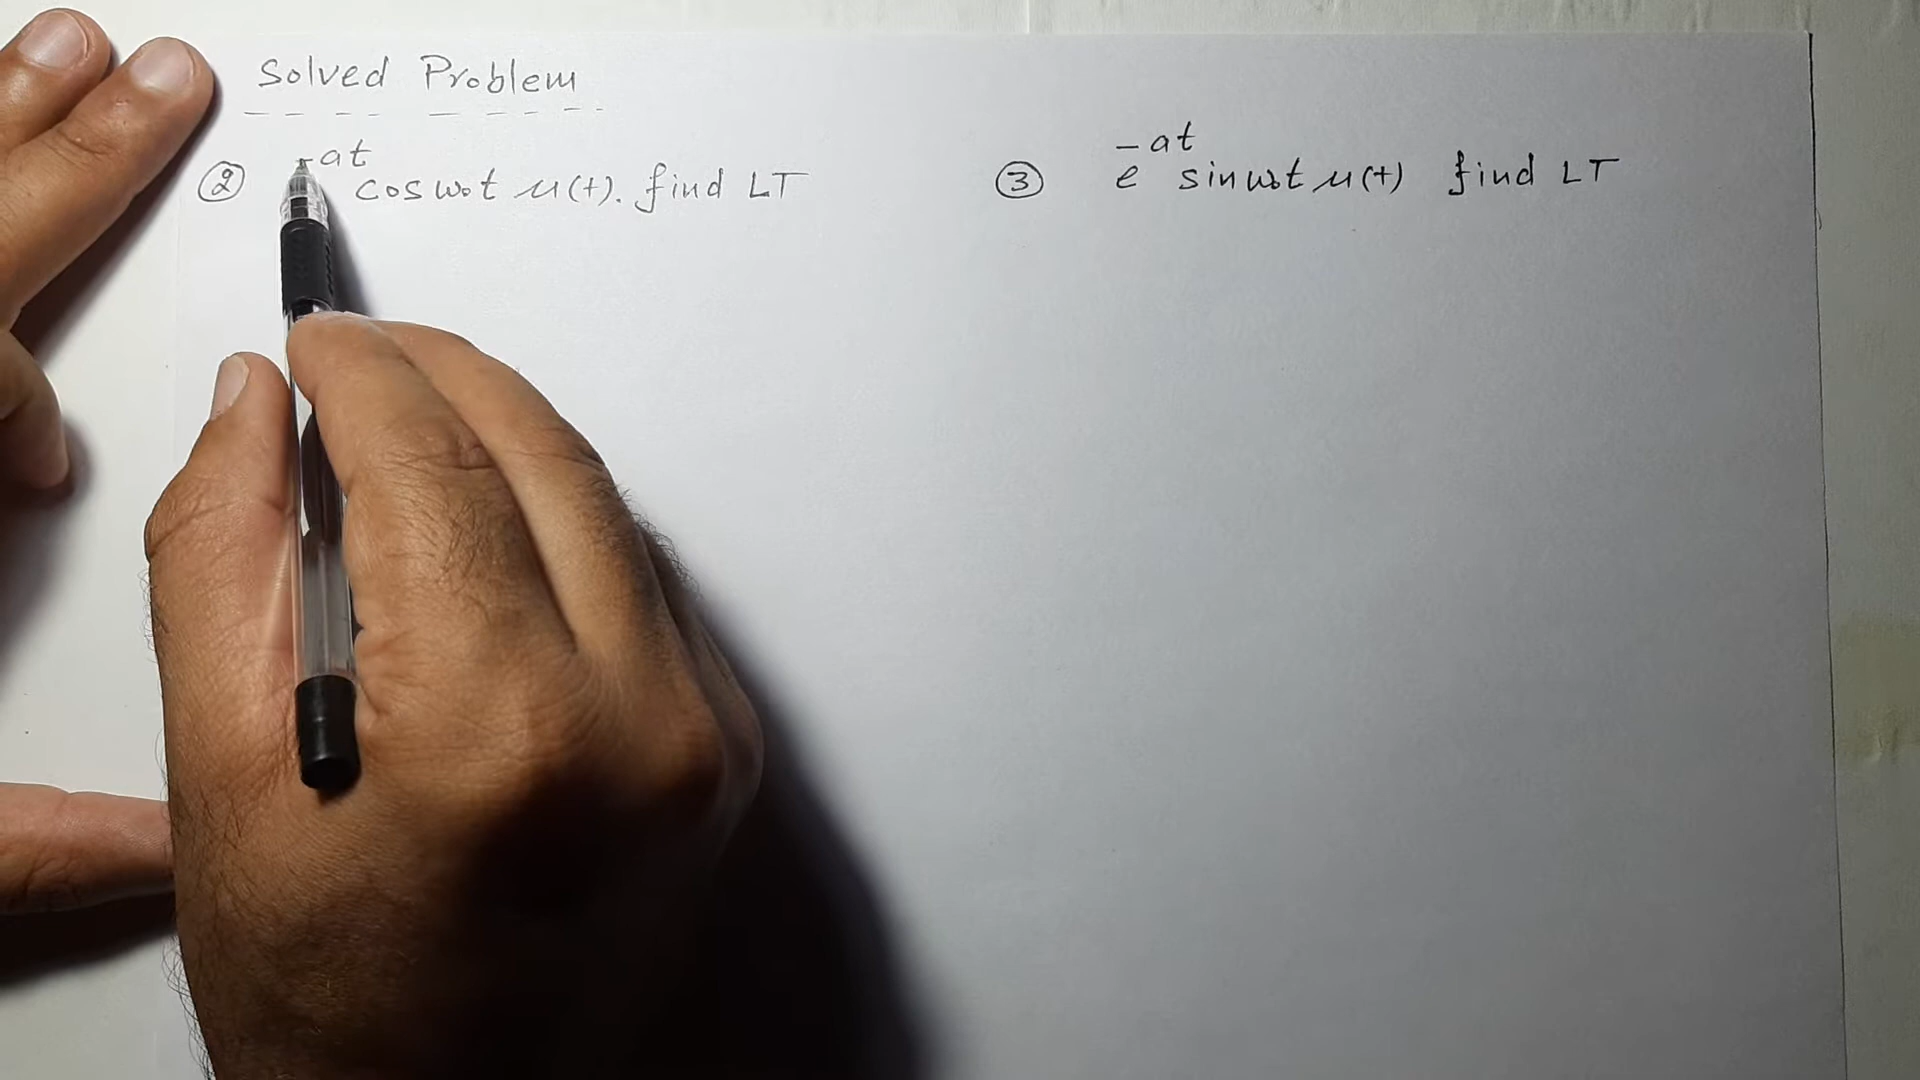 Solved Problem
② -at cos ω₀t u(t). find LT
③ e^-at sin ω₀t u(t) find LT